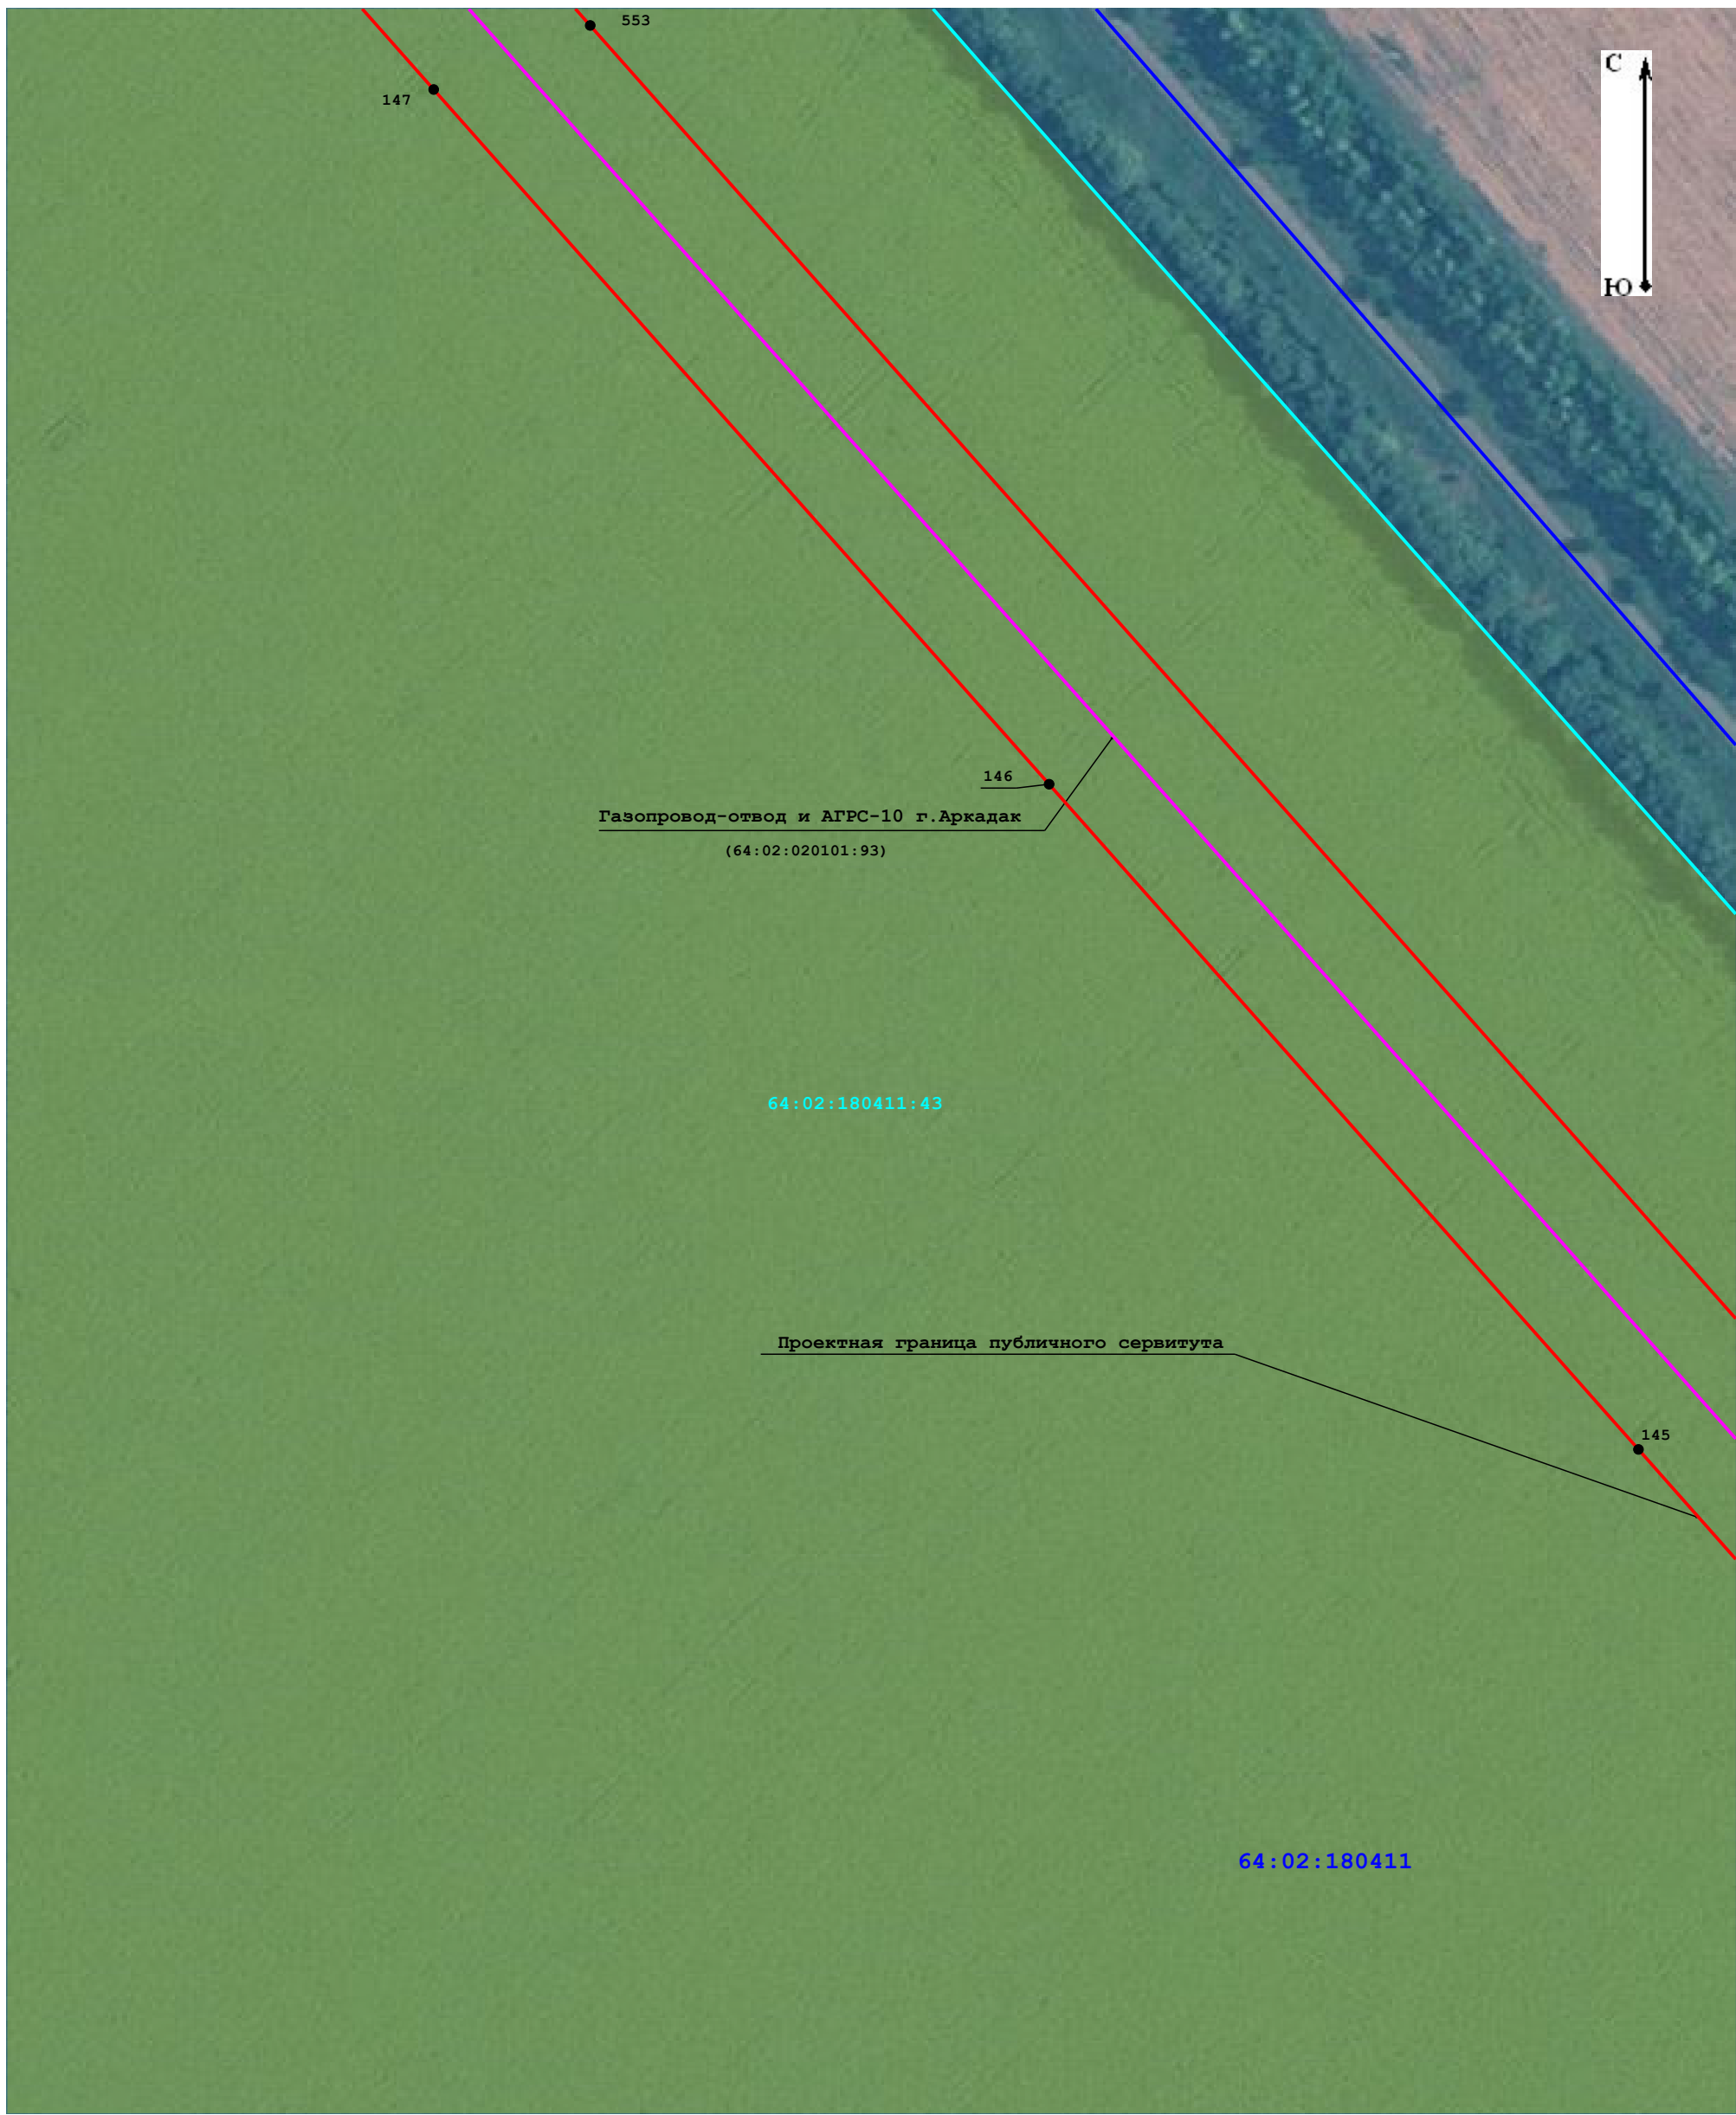 553
С
147
Ю
146
Газопровод-отвод и АГРС-10 г.Аркадак
(64:02:020101:93)
64:02:180411:43
Проектная граница публичного сервитута
145
64:02:180411